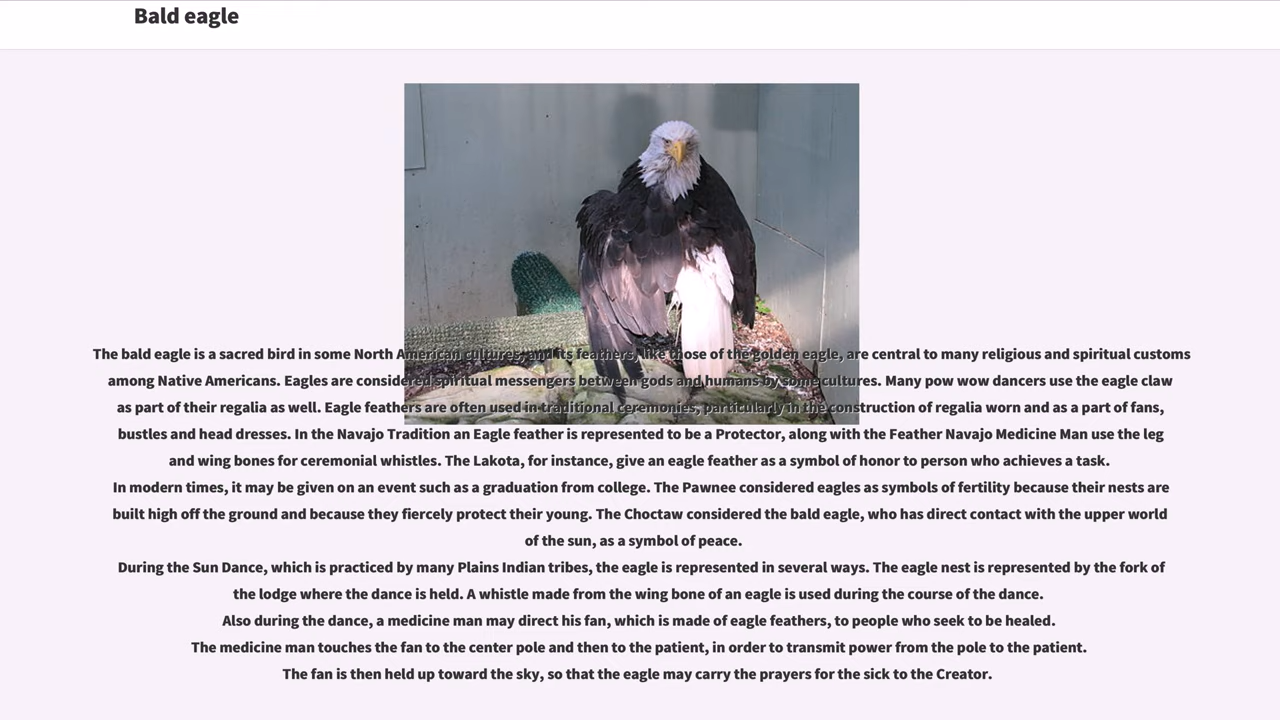 Bald eagle
The bald eagle is a sacred bird in some North American cultures, and its feathers, like those of the golden eagle, are central to many religious and spiritual customs
among Native Americans. Eagles are considered spiritual messengers between gods and humans by some cultures. Many pow wow dancers use the eagle claw
as part of their regalia as well. Eagle feathers are often used in traditional ceremonies, particularly in the construction of regalia worn and as a part of fans,
bustles and head dresses. In the Navajo Tradition an Eagle feather is represented to be a Protector, along with the Feather Navajo Medicine Man use the leg
and wing bones for ceremonial whistles. The Lakota, for instance, give an eagle feather as a symbol of honor to person who achieves a task.
In modern times, it may be given on an event such as a graduation from college. The Pawnee considered eagles as symbols of fertility because their nests are
built high off the ground and because they fiercely protect their young. The Choctaw considered the bald eagle, who has direct contact with the upper world
of the sun, as a symbol of peace.
During the Sun Dance, which is practiced by many Plains Indian tribes, the eagle is represented in several ways. The eagle nest is represented by the fork of
the lodge where the dance is held. A whistle made from the wing bone of an eagle is used during the course of the dance.
Also during the dance, a medicine man may direct his fan, which is made of eagle feathers, to people who seek to be healed.
The medicine man touches the fan to the center pole and then to the patient, in order to transmit power from the pole to the patient.
The fan is then held up toward the sky, so that the eagle may carry the prayers for the sick to the Creator.